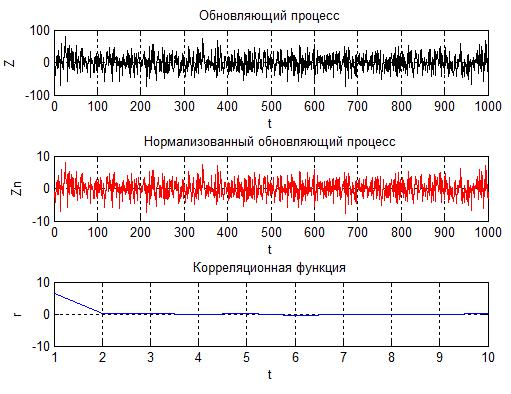 Обновляющий процесс
100
0
-100
Z
0 100 200 300 400 500 600 700 800 900 1000
t
Нормализованный обновляющий процесс
10
0
-10
Zn
0 100 200 300 400 500 600 700 800 900 1000
t
Корреляционная функция
10
0
-10
r
1 2 3 4 5 6 7 8 9 10
t